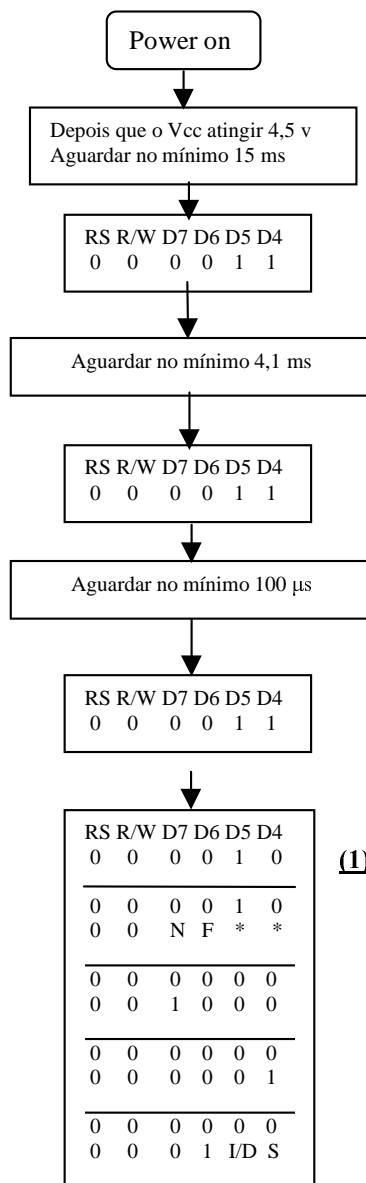 Power on
Depois que o Vcc atingir 4,5 v
Aguardar no mínimo 15 ms
RS R/W D7 D6 D5 D4
0 0 0 0 1 1
Aguardar no mínimo 4,1 ms
RS R/W D7 D6 D5 D4
0 0 0 0 1 1
Aguardar no mínimo 100 μs
RS R/W D7 D6 D5 D4
0 0 0 0 1 1
RS R/W D7 D6 D5 D4
0 0 0 0 1 0
(1)
0 0 0 0 1 0
0 0 N F * *
0 0 0 0 0 0
0 0 1 0 0 0
0 0 0 0 0 0
0 0 0 0 0 1
0 0 0 0 0 0
0 0 0 1 I/D S